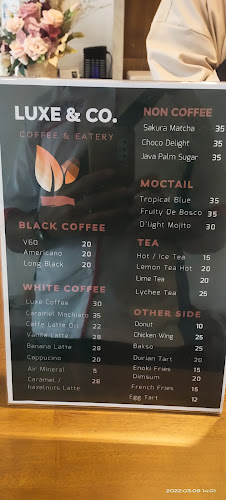 LUXE & CO.
COFFEE & EATERY
BLACK COFFEE
V60 20
Americano 20
Long Black 20
WHITE COFFEE
Luxe Coffee 30
Caramel Machiato 35
Caffe Latte Ori 22
Vanilla Latte 28
Banana Latte 28
Cappucino 20
Air Mineral 5
Caramel / 28
hazelnuts Latte
NON COFFEE
Sakura Matcha 35
Choco Delight 35
Java Palm Sugar 35
MOCTAIL
Tropical Blue 35
Fruity De Bosco 35
D'light Mojito 30
TEA
Hot / Ice Tea 15
Lemon Tea Hot 20
Lime Tea 20
Lychee Tea 25
OTHER SIDE
Donut 10
Chicken Wing 25
Bakso 25
Durian Tart 20
Enoki Fries 15
Dimsum 20
French Fries 15
Egg Tart 12
2022.03.08 14:01